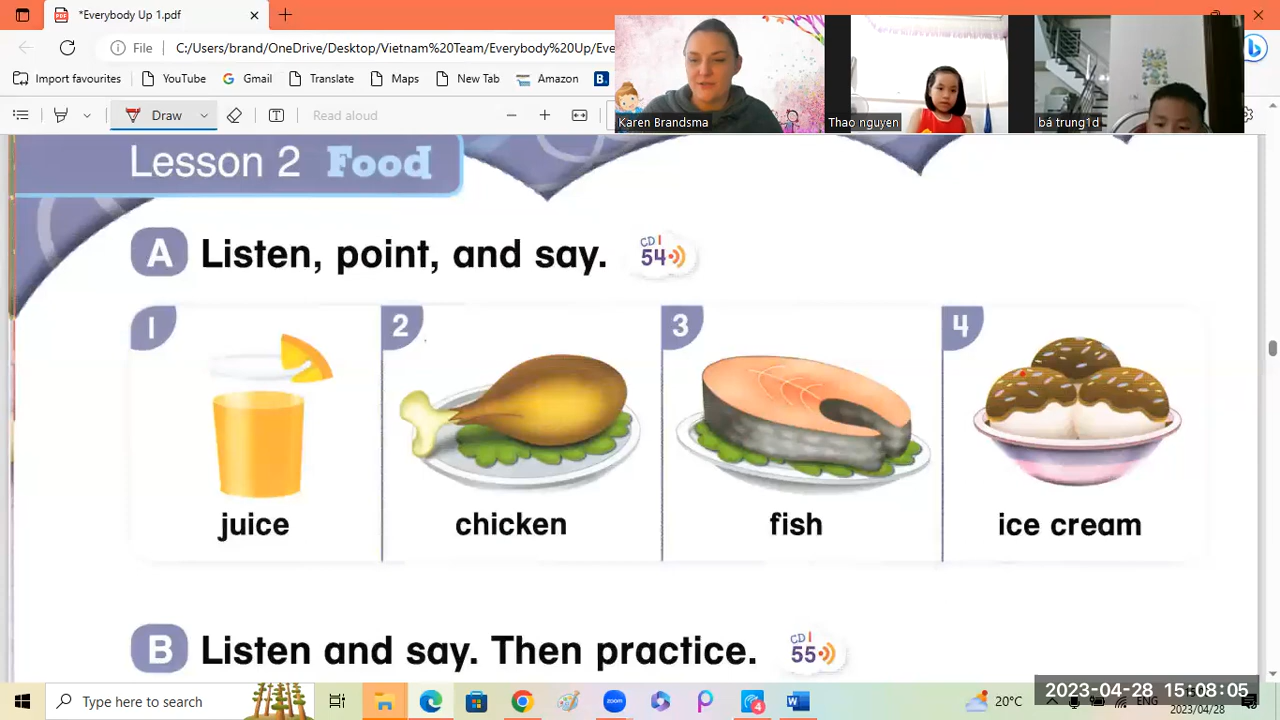 *Everybody Up 1.pdf
File
C:/Users/brand/OneDrive/Desktop/Vietnam%20Team/Everybody%20Up/Eve
Import favourites
YouTube
Gmail
Translate
Maps
New Tab
Amazon
B.
Draw
Read aloud
Karen Brandsma
Thao nguyen
bá trung1d
Lesson 2 Food
A Listen, point, and say. CD 1 54
1
2
3
4
juice
chicken
fish
ice cream
B Listen and say. Then practice. CD 1 55
Type here to search
zoom
4
20°C
ENG
2023-04-28 15:08:05
2023/04/28